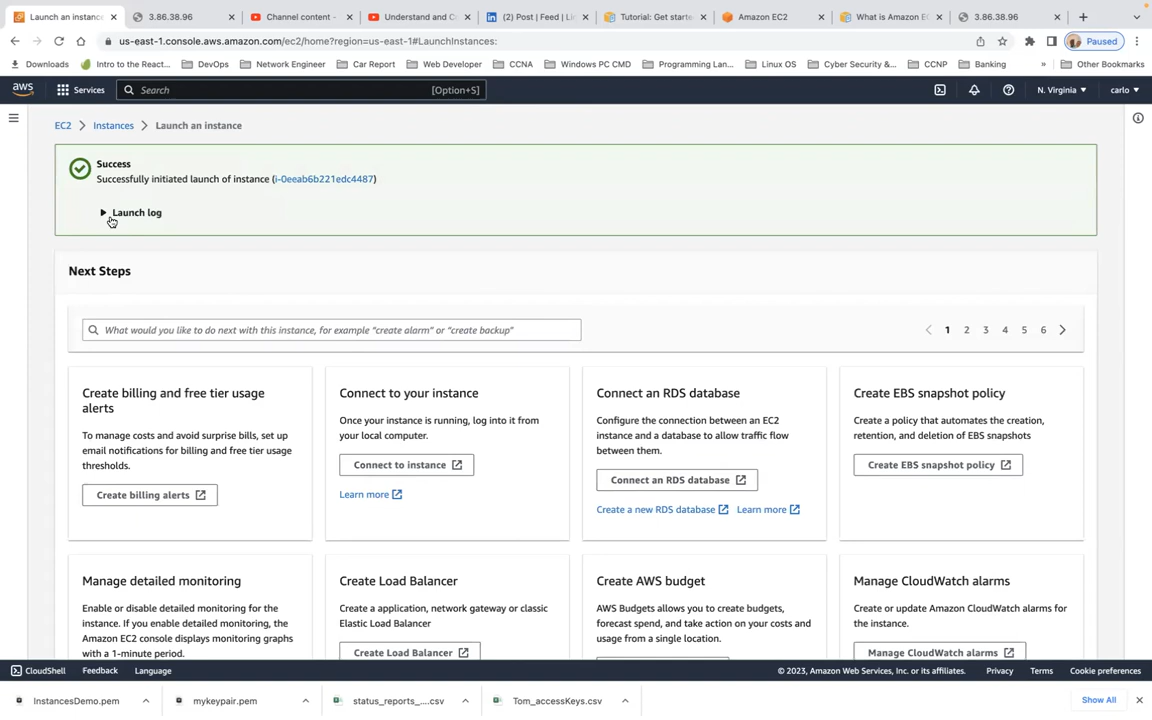 Launch an instanc
3.86.38.96
Channel content -
Understand and C
(2) Post | Feed | Li
Tutorial: Get starte
Amazon EC2
What is Amazon E
3.86.38.96
us-east-1.console.aws.amazon.com/ec2/home?region=us-east-1#LaunchInstances:
Paused
Downloads
Intro to the React...
DevOps
Network Engineer
Car Report
Web Developer
CCNA
Windows PC CMD
Programming Lan...
Linux OS
Cyber Security &...
CCNP
Banking
»
Other Bookmarks
aws
Services
Search
[Option+S]
N. Virginia
carlo
EC2 > Instances > Launch an instance
Success
Successfully initiated launch of instance (i-0eeab6b221edc4487)
Launch log
Next Steps
What would you like to do next with this instance, for example “create alarm” or “create backup”
1 2 3 4 5 6
Create billing and free tier usage
alerts
To manage costs and avoid surprise bills, set up
email notifications for billing and free tier usage
thresholds.
Create billing alerts
Connect to your instance
Once your instance is running, log into it from
your local computer.
Connect to instance
Learn more
Connect an RDS database
Configure the connection between an EC2
instance and a database to allow traffic flow
between them.
Connect an RDS database
Create a new RDS database
Learn more
Create EBS snapshot policy
Create a policy that automates the creation,
retention, and deletion of EBS snapshots
Create EBS snapshot policy
Manage detailed monitoring
Enable or disable detailed monitoring for the
instance. If you enable detailed monitoring, the
Amazon EC2 console displays monitoring graphs
with a 1-minute period.
Create Load Balancer
Create a application, network gateway or classic
Elastic Load Balancer
Create Load Balancer
Create AWS budget
AWS Budgets allows you to create budgets,
forecast spend, and take action on your costs and
usage from a single location.
Manage CloudWatch alarms
Create or update Amazon CloudWatch alarms for
the instance.
Manage CloudWatch alarms
CloudShell
Feedback
Language
© 2023, Amazon Web Services, Inc. or its affiliates.
Privacy
Terms
Cookie preferences
InstancesDemo.pem
mykeypair.pem
status_reports_....csv
Tom_accessKeys.csv
Show All